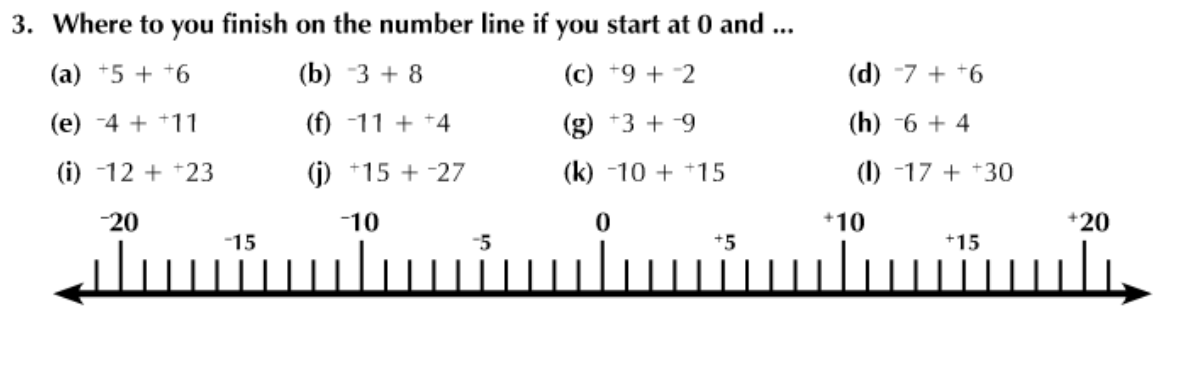 3. Where to you finish on the number line if you start at 0 and ...
(a) ⁺5 + ⁺6 (b) ⁻3 + 8 (c) ⁺9 + ⁻2 (d) ⁻7 + ⁺6
(e) ⁻4 + ⁺11 (f) ⁻11 + ⁺4 (g) ⁺3 + ⁻9 (h) ⁻6 + 4
(i) ⁻12 + ⁺23 (j) ⁺15 + ⁻27 (k) ⁻10 + ⁺15 (l) ⁻17 + ⁺30
⁻20 ⁻10 0 ⁺10 ⁺20
⁻15 ⁻5 ⁺5 ⁺15